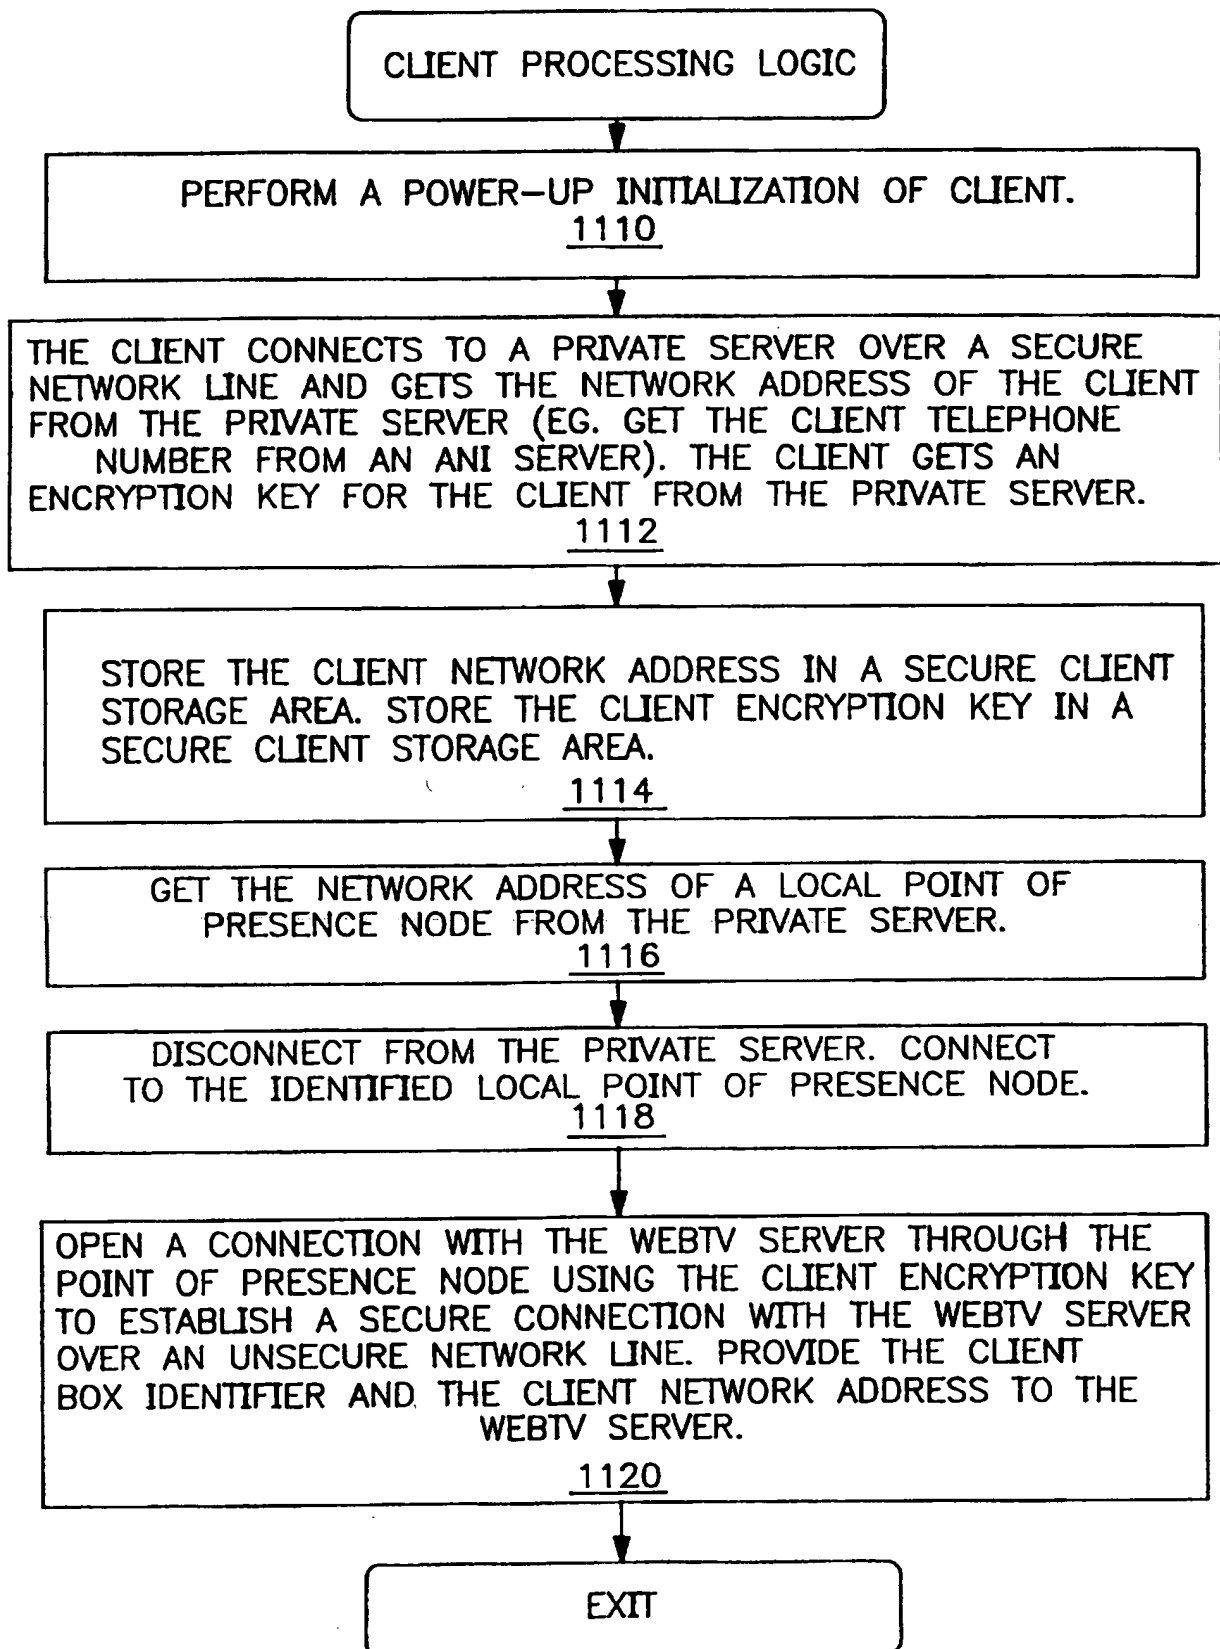 CLIENT PROCESSING LOGIC
PERFORM A POWER-UP INITIALIZATION OF CLIENT.
1110
THE CLIENT CONNECTS TO A PRIVATE SERVER OVER A SECURE
NETWORK LINE AND GETS THE NETWORK ADDRESS OF THE CLIENT
FROM THE PRIVATE SERVER (EG. GET THE CLIENT TELEPHONE
NUMBER FROM AN ANI SERVER). THE CLIENT GETS AN
ENCRYPTION KEY FOR THE CLIENT FROM THE PRIVATE SERVER.
1112
STORE THE CLIENT NETWORK ADDRESS IN A SECURE CLIENT
STORAGE AREA. STORE THE CLIENT ENCRYPTION KEY IN A
SECURE CLIENT STORAGE AREA.
1114
GET THE NETWORK ADDRESS OF A LOCAL POINT OF
PRESENCE NODE FROM THE PRIVATE SERVER.
1116
DISCONNECT FROM THE PRIVATE SERVER. CONNECT
TO THE IDENTIFIED LOCAL POINT OF PRESENCE NODE.
1118
OPEN A CONNECTION WITH THE WEBTV SERVER THROUGH THE
POINT OF PRESENCE NODE USING THE CLIENT ENCRYPTION KEY
TO ESTABLISH A SECURE CONNECTION WITH THE WEBTV SERVER
OVER AN UNSECURE NETWORK LINE. PROVIDE THE CLIENT
BOX IDENTIFIER AND THE CLIENT NETWORK ADDRESS TO THE
WEBTV SERVER.
1120
EXIT